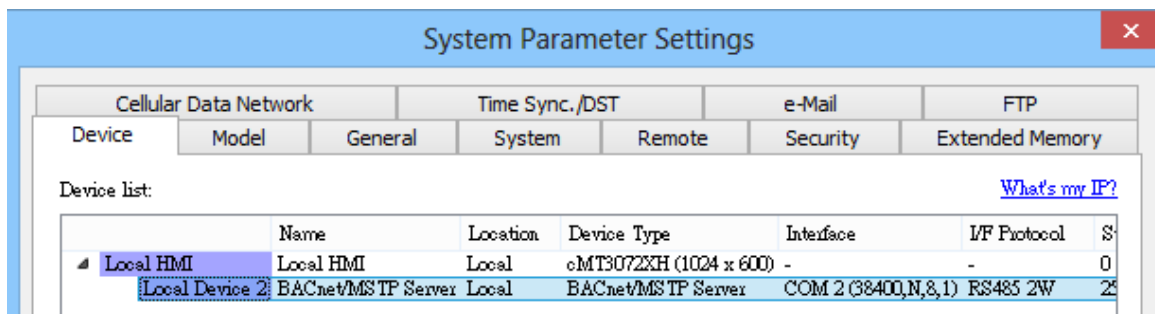 System Parameter Settings
Cellular Data Network Time Sync./DST e-Mail FTP
Device Model General System Remote Security Extended Memory
Device list: What's my IP?
Name Location Device Type Interface I/F Protocol
Local HMI Local HMI Local cMT3072XH (1024 x 600) - - 0
Local Device 2 BACnet/MSTP Server Local BACnet/MSTP Server COM 2 (38400,N,8,1) RS485 2W